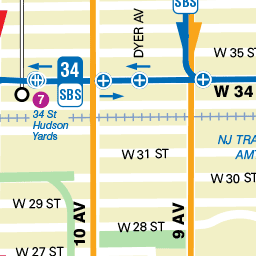 SBS
DYER AV
W 35 ST
34
SBS
W 34
7
34 St
Hudson
Yards
NJ TRA
AMT
W 31 ST
W 30 ST
W 29 ST
10 AV
9 AV
W 28 ST
W 27 ST